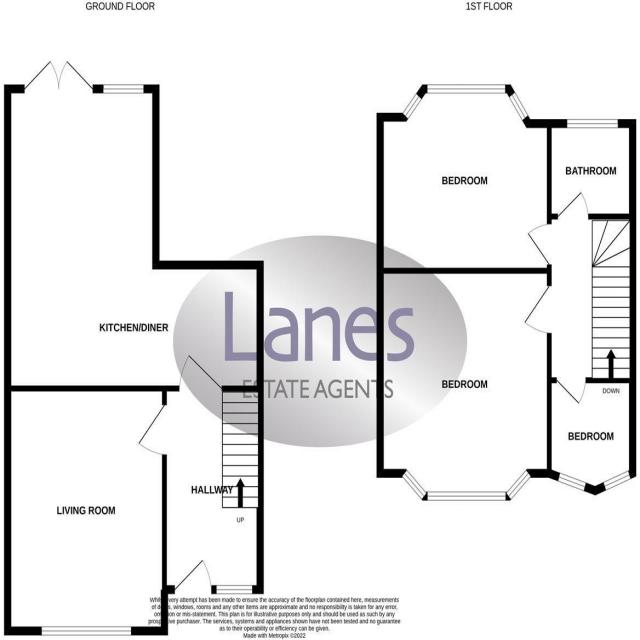 GROUND FLOOR
1ST FLOOR
BEDROOM
BATHROOM
KITCHEN/DINER
Lanes
ESTATE AGENTS
BEDROOM
DOWN
BEDROOM
LIVING ROOM
HALLWAY
UP
Whilst every attempt has been made to ensure the accuracy of the floorplan contained here, measurements
of doors, windows, rooms and any other items are approximate and no responsibility is taken for any error,
omission or mis-statement. This plan is for illustrative purposes only and should be used as such by any
prospective purchaser. The services, systems and appliances shown have not been tested and no guarantee
as to their operability or efficiency can be given.
Made with Metropix ©2022